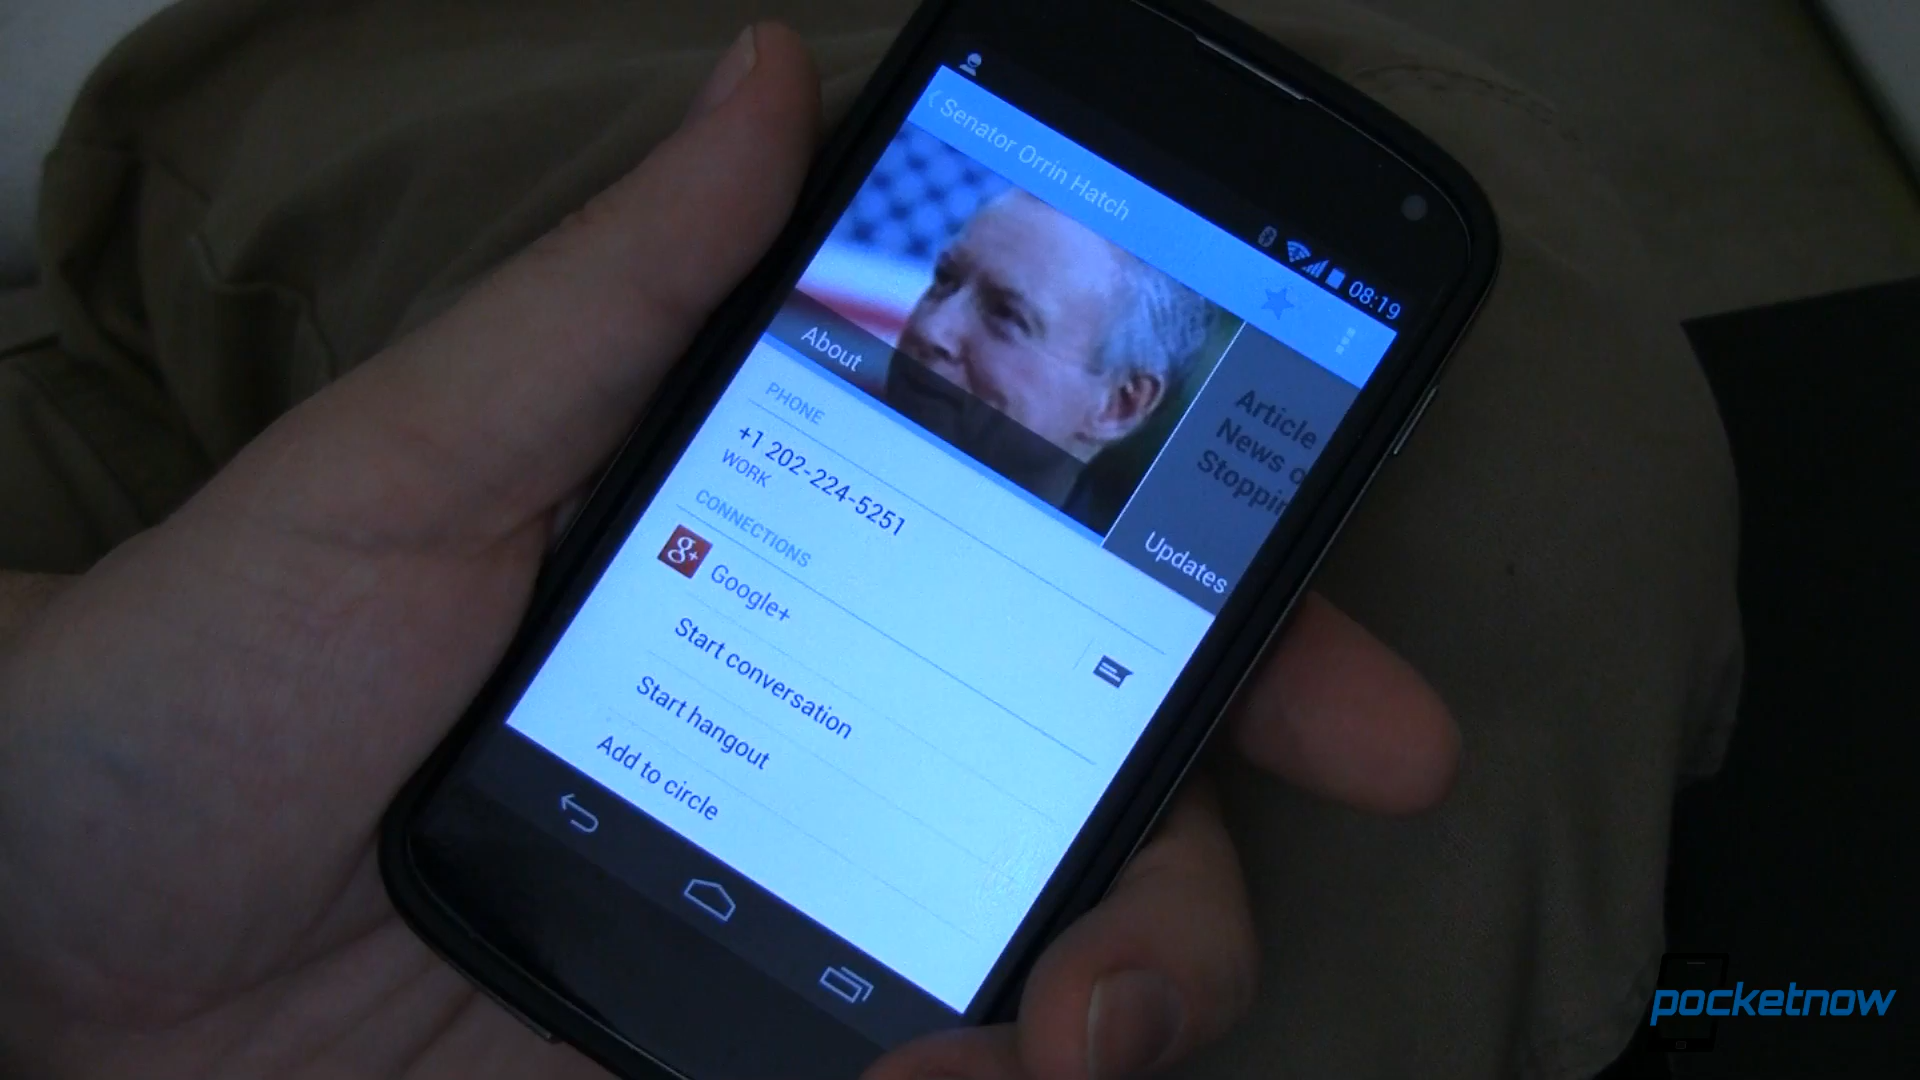 08:19
Senator Orrin Hatch
About
Article
News o
Stoppin
Updates
PHONE
+1 202-224-5251
WORK
CONNECTIONS
g+
Google+
Start conversation
Start hangout
Add to circle
pocketnow